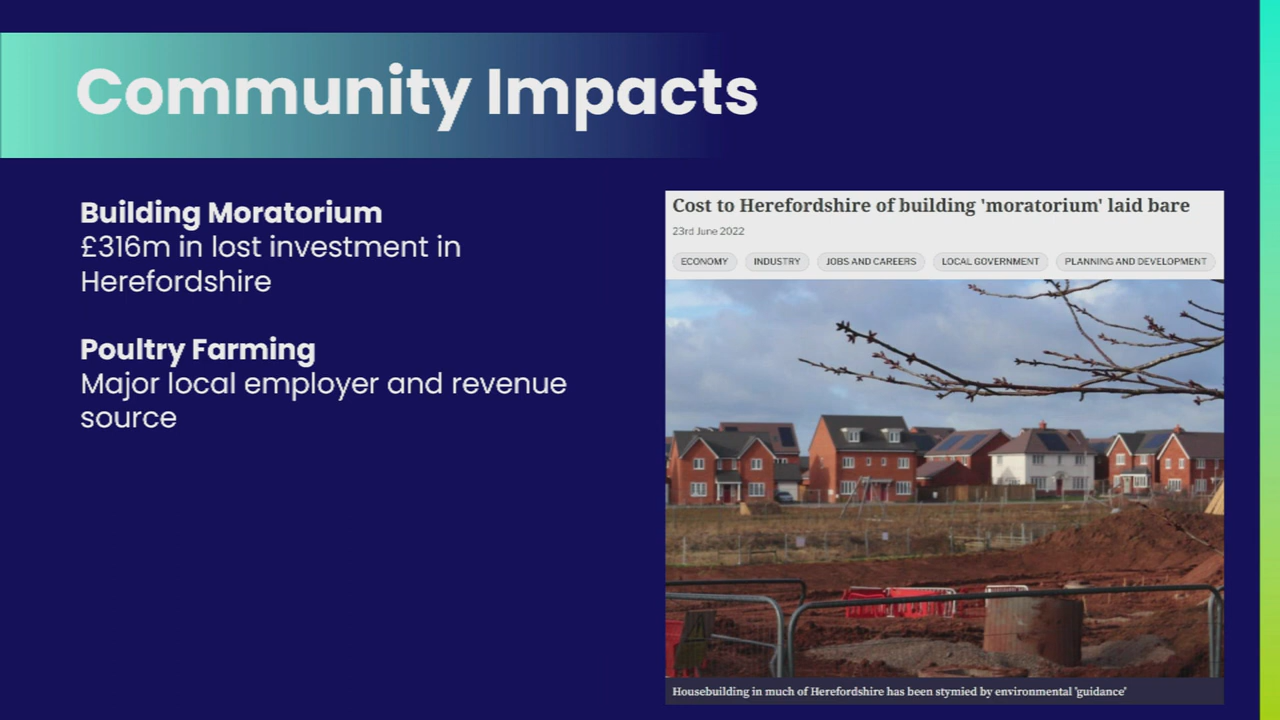 Community Impacts
Building Moratorium
£316m in lost investment in
Herefordshire
Poultry Farming
Major local employer and revenue
source
Cost to Herefordshire of building 'moratorium' laid bare
23rd June 2022
ECONOMY
INDUSTRY
JOBS AND CAREERS
LOCAL GOVERNMENT
PLANNING AND DEVELOPMENT
Housebuilding in much of Herefordshire has been stymied by environmental 'guidance'